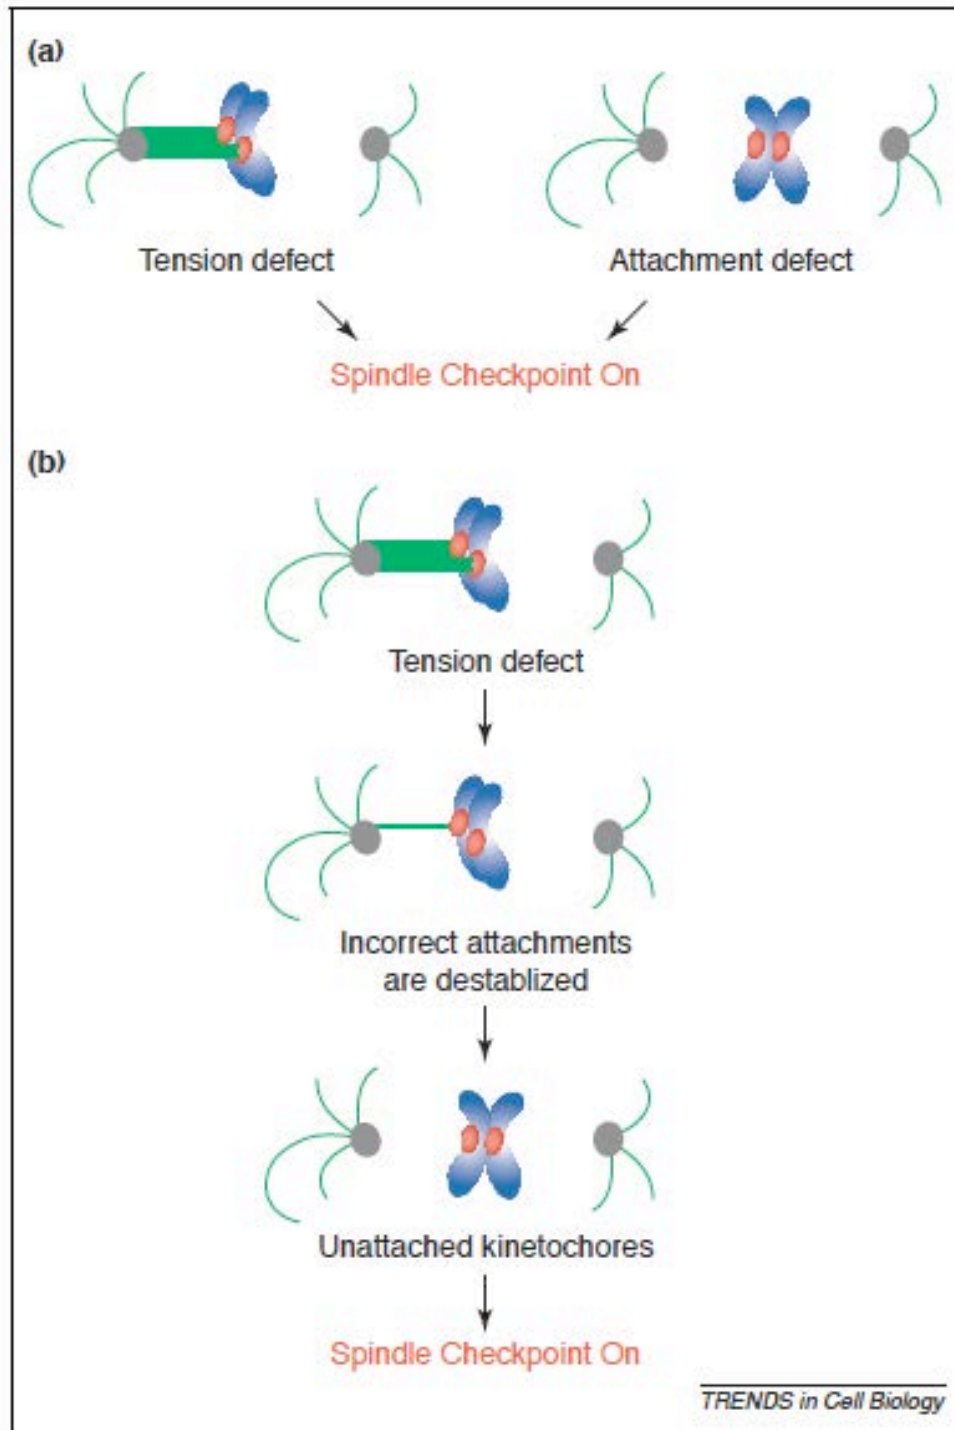 (a)
Tension defect
Attachment defect
Spindle Checkpoint On
(b)
Tension defect
Incorrect attachments
are destablized
Unattached kinetochores
Spindle Checkpoint On
TRENDS in Cell Biology